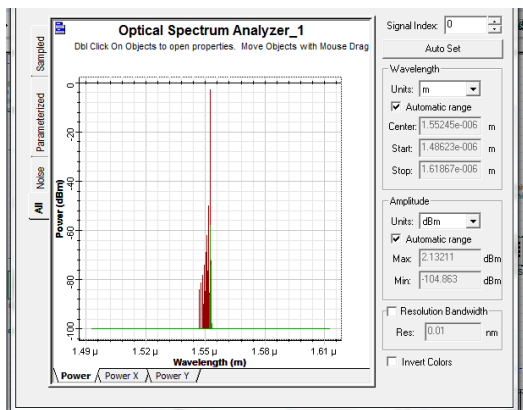 Optical Spectrum Analyzer_1
Dbl Click On Objects to open properties. Move Objects with Mouse Drag
Sampled
Parameterized
Noise
All
Power (dBm)
0
-20
-40
-60
-80
-100
1.49 µ
1.52 µ
1.55 µ
1.58 µ
1.61 µ
Wavelength (m)
Power
Power X
Power Y
Signal Index: 0
Auto Set
Wavelength
Units: m
Automatic range
Center: 1.55245e-006 m
Start: 1.48623e-006 m
Stop: 1.61867e-006 m
Amplitude
Units: dBm
Automatic range
Max: 2.13211 dBm
Min: -104.863 dBm
Resolution Bandwidth
Res: 0.01 nm
Invert Colors